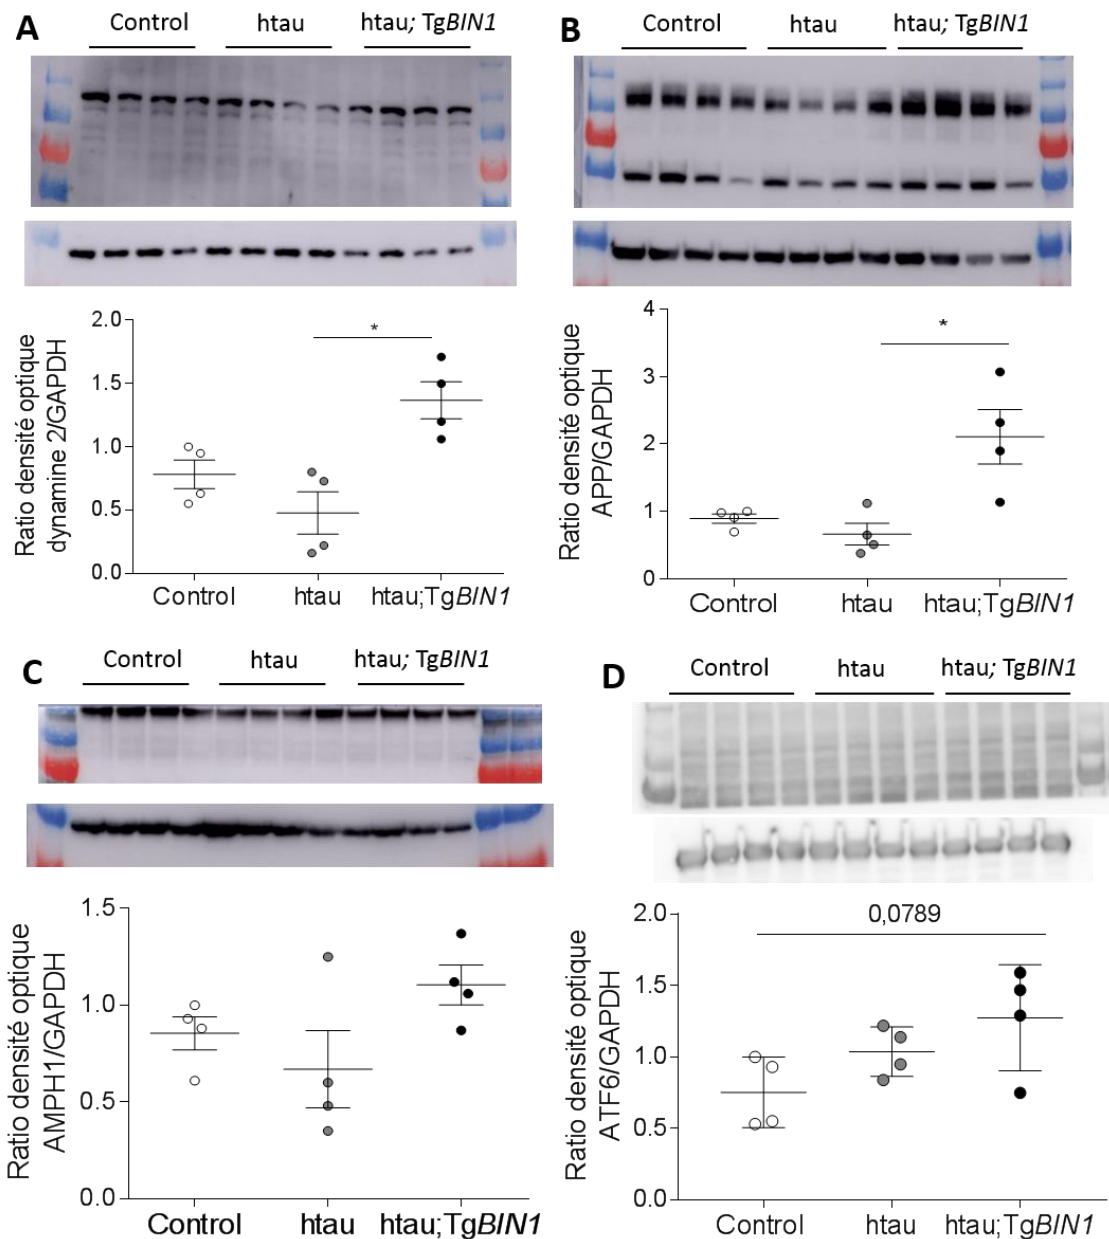 A
Control
htau
htau; TgBIN1
2.0
1.5
1.0
0.5
0.0
Ratio densité optique
dynamine 2/GAPDH
*
Control
htau
htau;TgBIN1
B
Control
htau
htau; TgBIN1
4
3
2
1
0
Ratio densité optique
APP/GAPDH
*
Control
htau
htau;TgBIN1
C
Control
htau
htau; TgBIN1
1.5
1.0
0.5
0.0
Ratio densité optique
AMPH1/GAPDH
Control
htau
htau;TgBIN1
D
Control
htau
htau; TgBIN1
2.0
1.5
1.0
0.5
0.0
Ratio densité optique
ATF6/GAPDH
0,0789
Control
htau
htau;TgBIN1